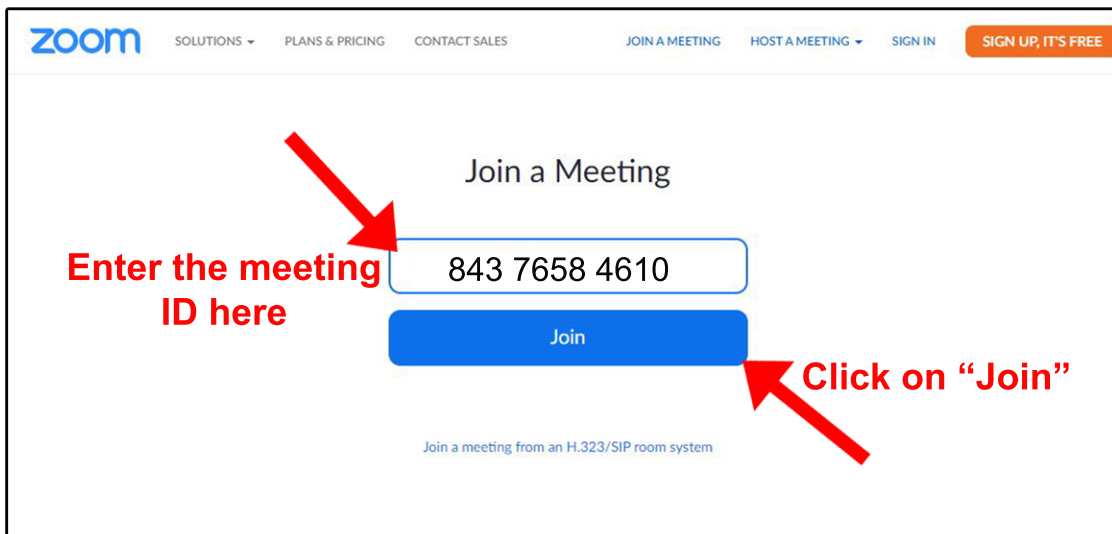 zoom SOLUTIONS PLANS & PRICING CONTACT SALES JOIN A MEETING HOST A MEETING SIGN IN SIGN UP, IT'S FREE
Join a Meeting
Enter the meeting
ID here
843 7658 4610
Join
Click on “Join”
Join a meeting from an H.323/SIP room system